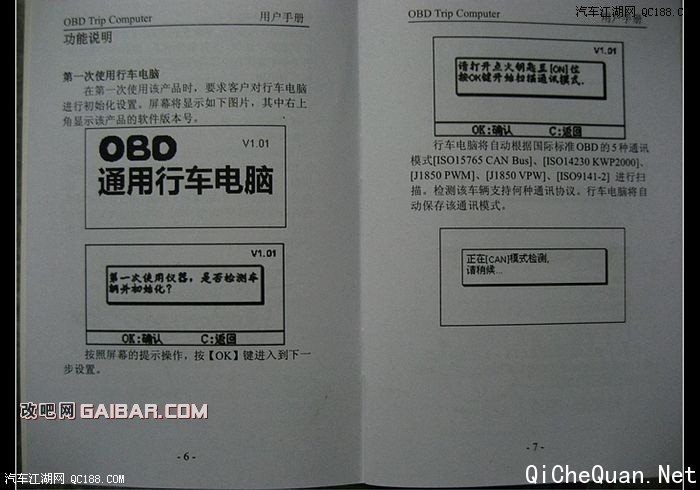 OBD Trip Computer 用户手册
功能说明
第一次使用行车电脑
在第一次使用该产品时，要求客户对行车电脑
进行初始化设置。屏幕将显示如下图片，其中右上
角显示该产品的软件版本号。
OBD V1.01
通用行车电脑
V1.01
第一次使用仪器，是否检测车
辆并初始化？
OK:确认 C:返回
按照屏幕的提示操作，按【OK】键进入到下一
步设置。
改吧网 GAIBAR.COM
- 6 -
汽车江湖网 QC188.COM
汽车江湖网 QC188.COM
OBD Trip Computer 用户手册
V1.01
请打开点火钥匙至[ON]位
按OK键开始扫描通讯模式.
OK:确认 C:返回
行车电脑将自动根据国际标准OBD的5种通讯
模式[ISO15765 CAN Bus]、[ISO14230 KWP2000]、
[J1850 PWM]、[J1850 VPW]、[ISO9141-2] 进行扫
描。检测该车辆支持何种通讯协议。行车电脑将自
动保存该通讯模式。
正在[CAN]模式检测,
请稍候...
- 7 -
QiCheQuan.Net